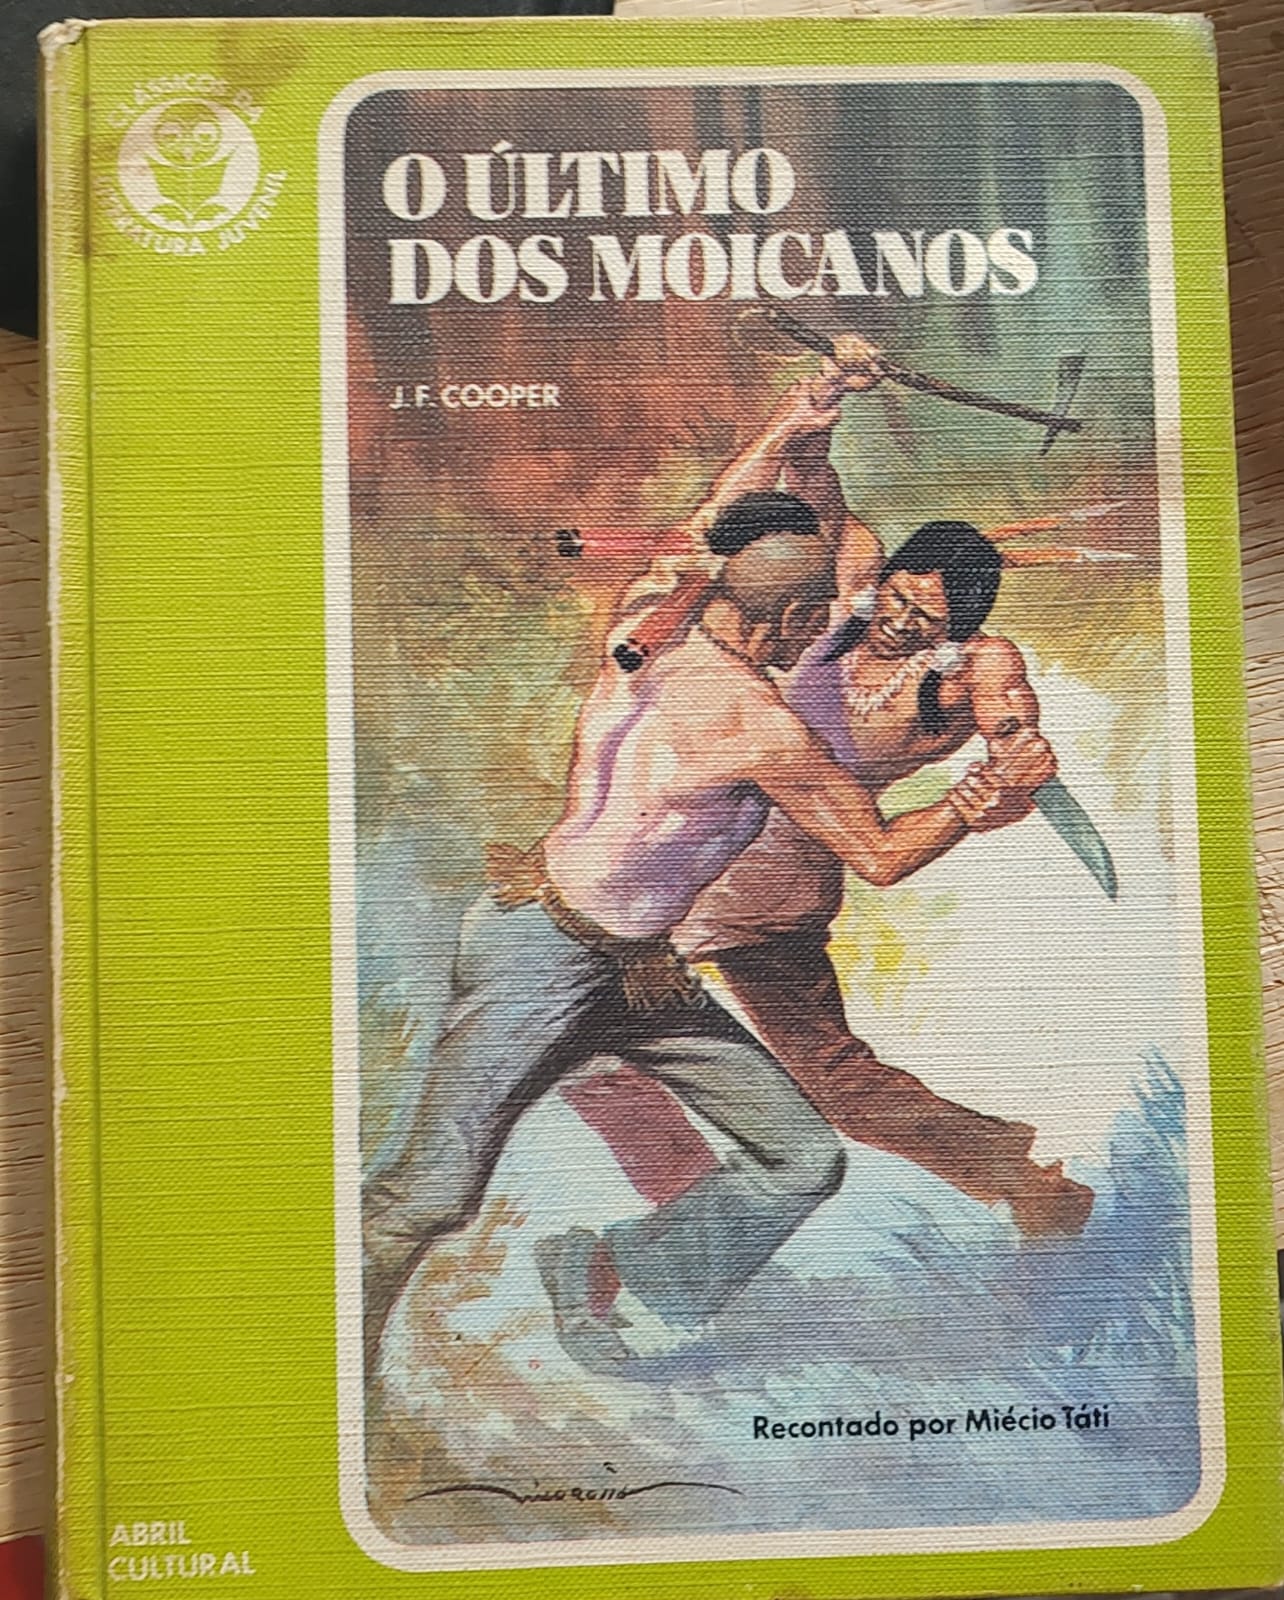 CLÁSSICOS DA
LITERATURA JUVENIL
O ÚLTIMO
DOS MOICANOS
J. F. COOPER
Recontado por Miécio Táti
ABRIL
CULTURAL